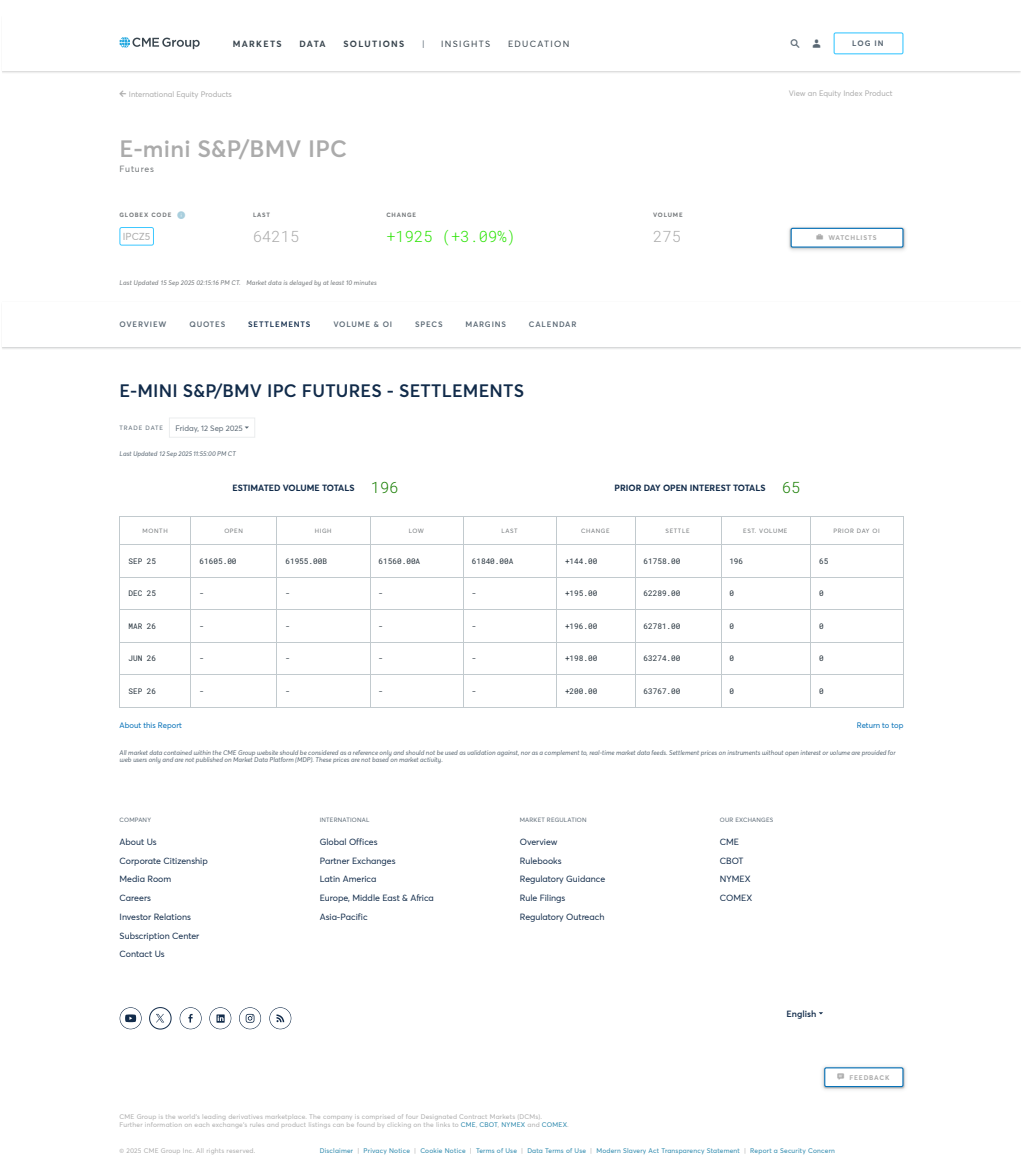 CME Group MARKETS DATA SOLUTIONS | INSIGHTS EDUCATION LOG IN
International Equity Products View an Equity Index Product
E-mini S&P/BMV IPC
Futures
GLOBEX CODE LAST CHANGE VOLUME
IPCZ5 64215 +1925 (+3.09%) 275 WATCHLISTS
Last Updated 15 Sep 2025 02:15:16 PM CT. Market data is delayed by at least 10 minutes
OVERVIEW QUOTES SETTLEMENTS VOLUME & OI SPECS MARGINS CALENDAR
E-MINI S&P/BMV IPC FUTURES - SETTLEMENTS
TRADE DATE Friday, 12 Sep 2025
Last Updated 12 Sep 2025 11:55:00 PM CT
ESTIMATED VOLUME TOTALS 196 PRIOR DAY OPEN INTEREST TOTALS 65
MONTH OPEN HIGH LOW LAST CHANGE SETTLE EST. VOLUME PRIOR DAY OI
SEP 25 61605.00 61955.00B 61560.00A 61840.00A +144.00 61758.00 196 65
DEC 25 - - - - +195.00 62289.00 0 0
MAR 26 - - - - +196.00 62781.00 0 0
JUN 26 - - - - +198.00 63274.00 0 0
SEP 26 - - - - +200.00 63767.00 0 0
About this Report Return to top
All market data contained within the CME Group website should be considered as a reference only and should not be used as validation against, nor as a complement to, real-time market data feeds. Settlement prices on instruments without open interest or volume are provided for
web users only and are not published on Market Data Platform (MDP). These prices are not based on market activity.
COMPANY INTERNATIONAL MARKET REGULATION OUR EXCHANGES
About Us Global Offices Overview CME
Corporate Citizenship Partner Exchanges Rulebooks CBOT
Media Room Latin America Regulatory Guidance NYMEX
Careers Europe, Middle East & Africa Rule Filings COMEX
Investor Relations Asia-Pacific Regulatory Outreach
Subscription Center
Contact Us
English
FEEDBACK
CME Group is the world's leading derivatives marketplace. The company is comprised of four Designated Contract Markets (DCMs).
Further information on each exchange's rules and product listings can be found by clicking on the links to CME, CBOT, NYMEX and COMEX.
© 2025 CME Group Inc. All rights reserved. Disclaimer | Privacy Notice | Cookie Notice | Terms of Use | Data Terms of Use | Modern Slavery Act Transparency Statement | Report a Security Concern